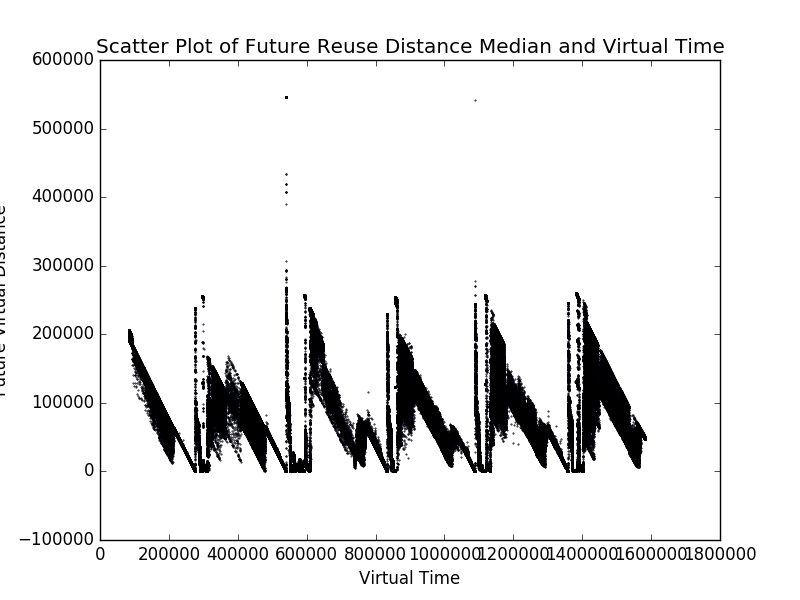 Scatter Plot of Future Reuse Distance Median and Virtual Time
600000
500000
400000
300000
200000
100000
0
−100000
Future Virtual Distance
0 200000 400000 600000 800000 1000000 1200000 1400000 1600000 1800000
Virtual Time